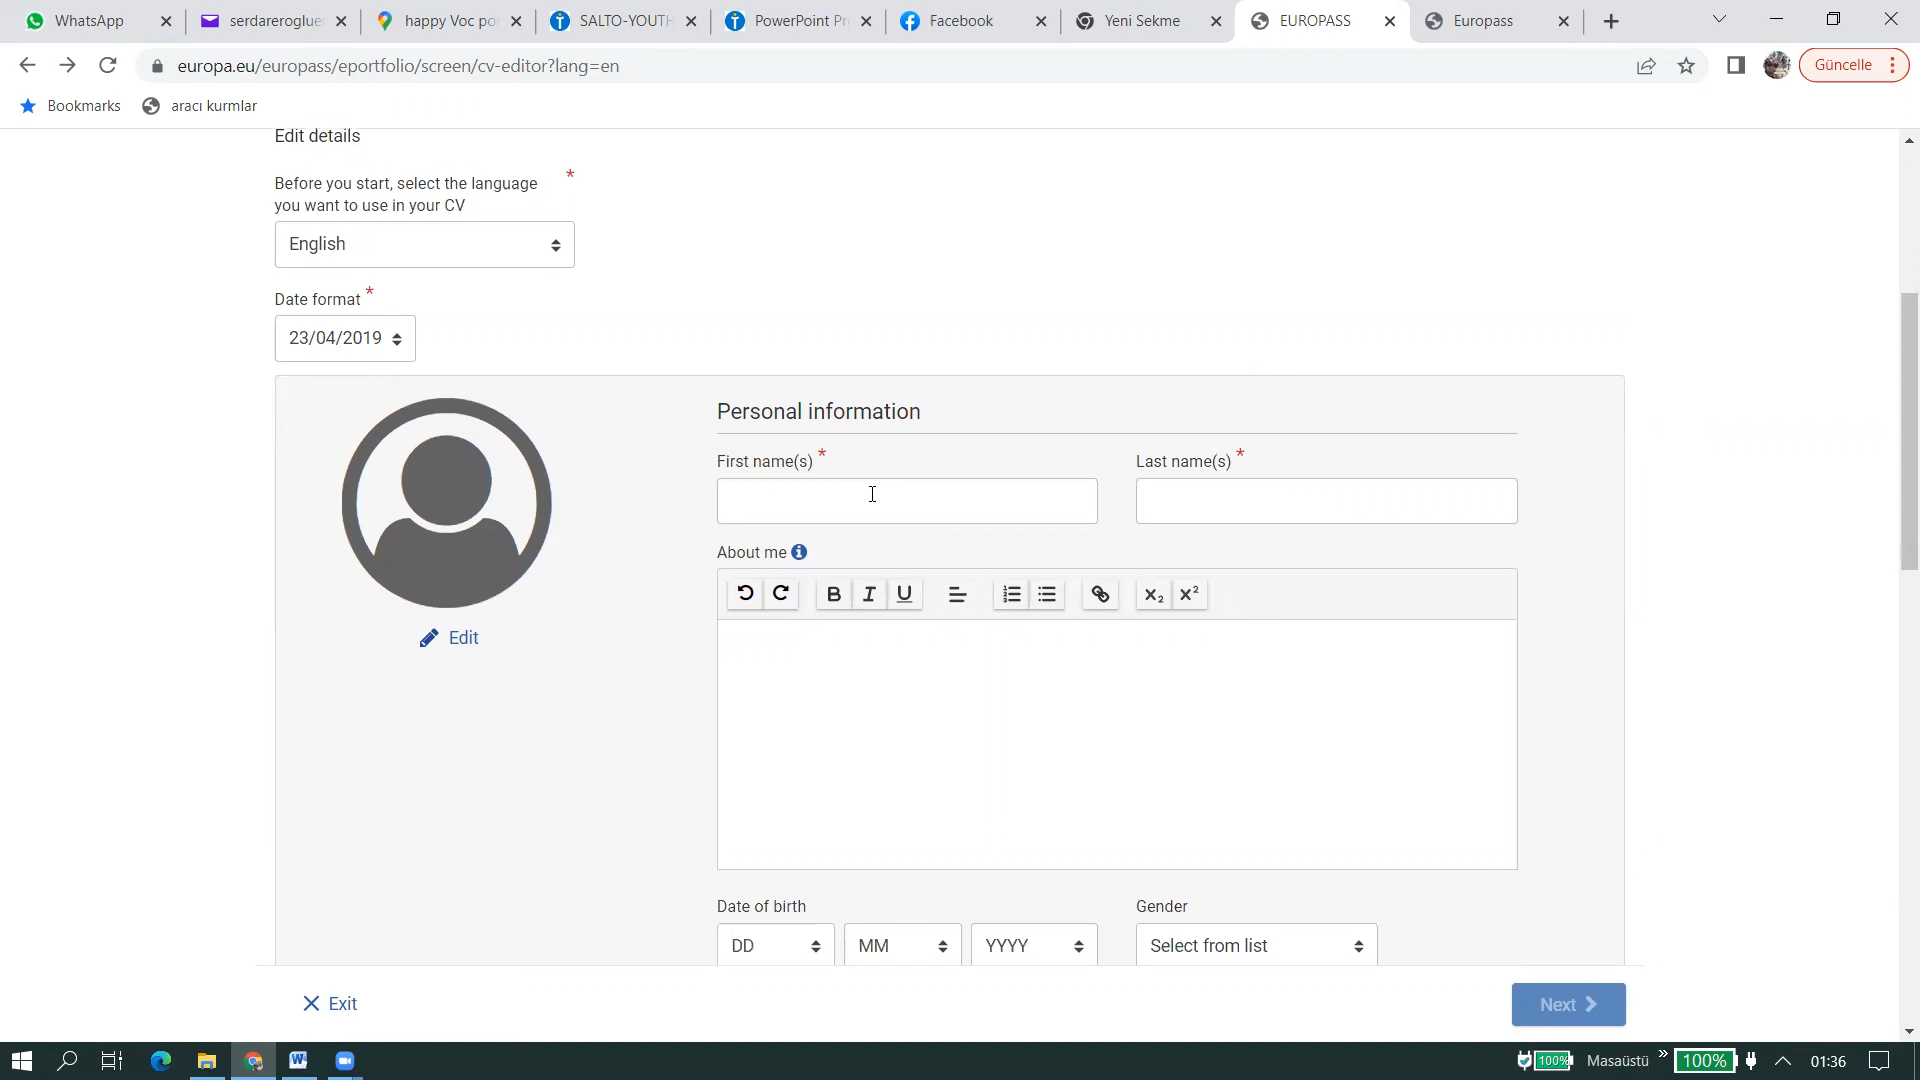 WhatsApp
serdareroglue
happy Voc po
SALTO-YOUTH
PowerPoint Pr
Facebook
Yeni Sekme
EUROPASS
Europass
europa.eu/europass/eportfolio/screen/cv-editor?lang=en
Güncelle
Bookmarks
aracı kurmlar
Edit details
Before you start, select the language *
you want to use in your CV
English
Date format *
23/04/2019
Personal information
First name(s) *
Last name(s) *
About me
B I U
X₂ X²
Edit
Date of birth
Gender
DD
MM
YYYY
Select from list
Exit
Next
100%
Masaüstü
100%
01:36